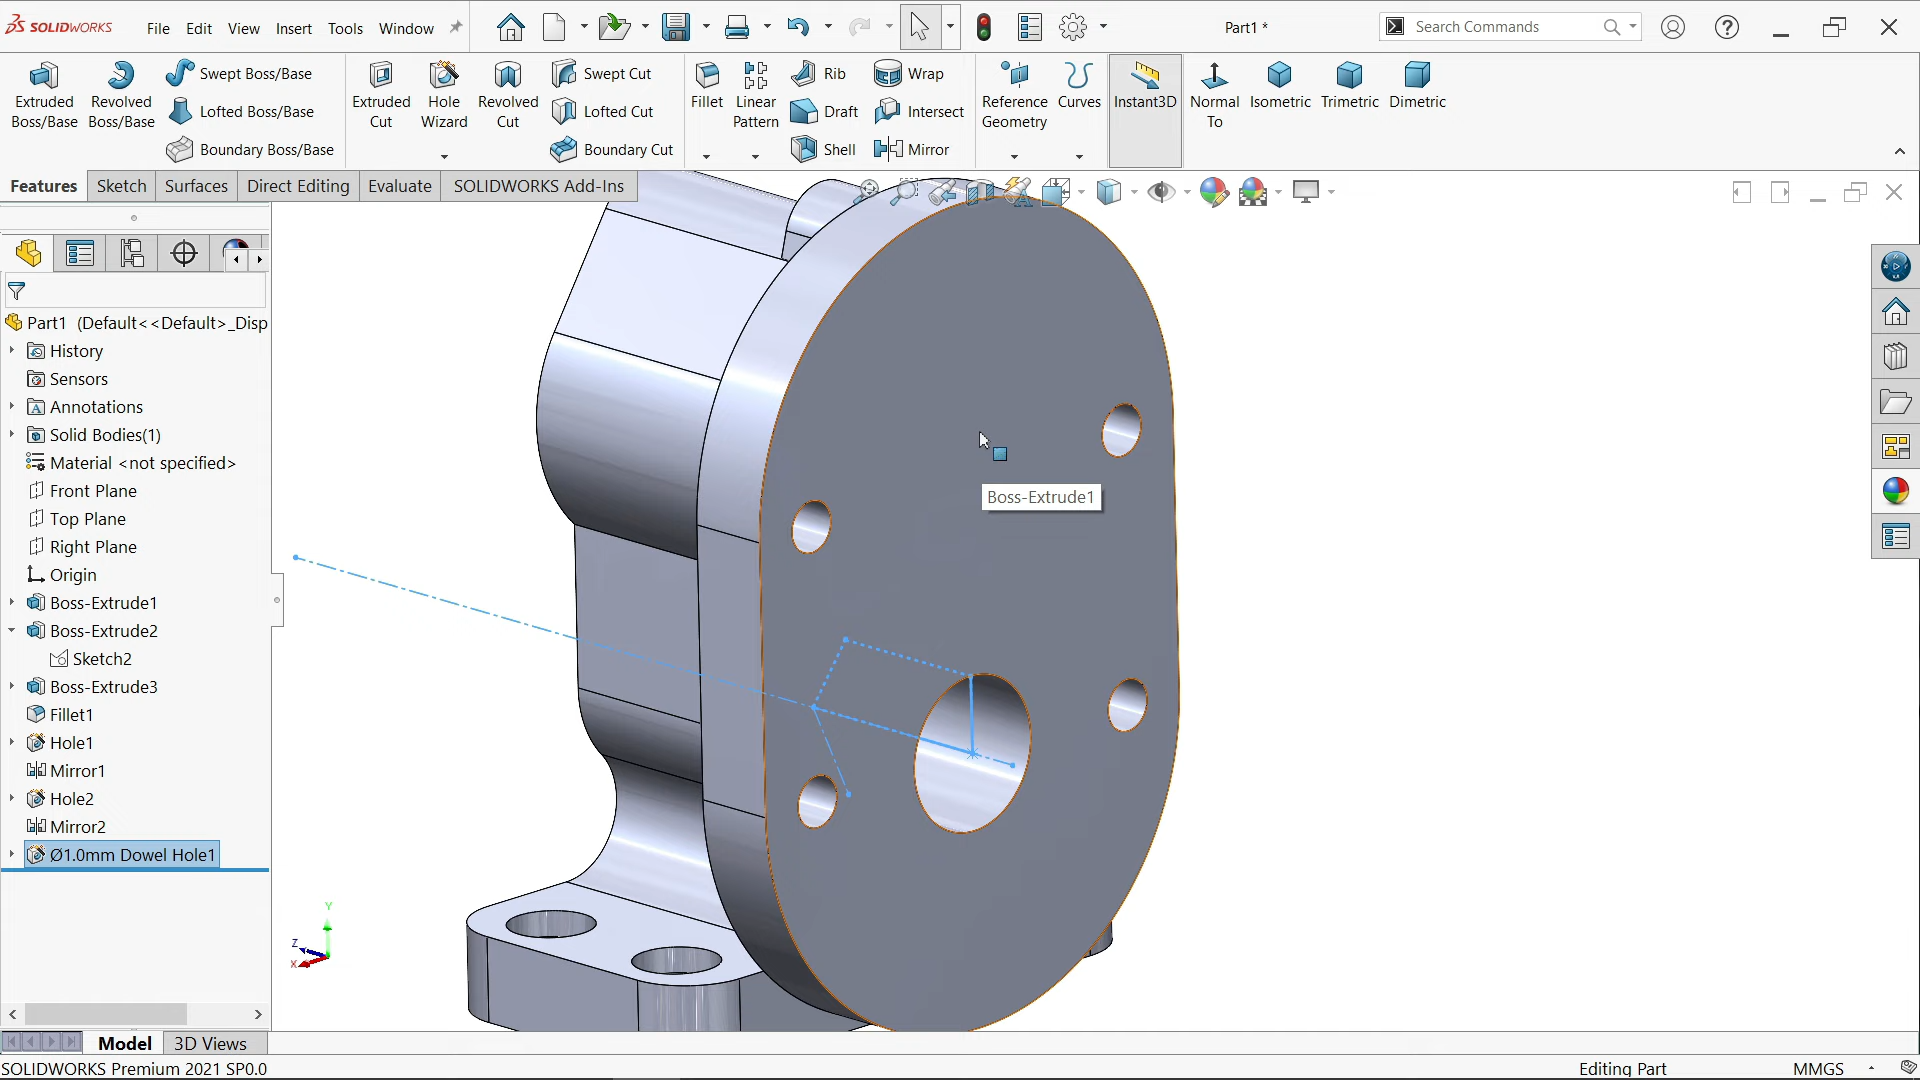 SOLIDWORKS
File Edit View Insert Tools Window
Part1 *
Search Commands
Extruded Boss/Base
Revolved Boss/Base
Swept Boss/Base
Lofted Boss/Base
Boundary Boss/Base
Extruded Cut
Hole Wizard
Revolved Cut
Swept Cut
Lofted Cut
Boundary Cut
Fillet
Linear Pattern
Rib
Draft
Shell
Wrap
Intersect
Mirror
Reference Geometry
Curves
Instant3D
Normal To
Isometric
Trimetric
Dimetric
Features Sketch Surfaces Direct Editing Evaluate SOLIDWORKS Add-Ins
Part1 (Default<<Default>_Disp
History
Sensors
Annotations
Solid Bodies(1)
Material <not specified>
Front Plane
Top Plane
Right Plane
Origin
Boss-Extrude1
Boss-Extrude2
Sketch2
Boss-Extrude3
Fillet1
Hole1
Mirror1
Hole2
Mirror2
Ø1.0mm Dowel Hole1
Boss-Extrude1
Y
Z
X
Model 3D Views
SOLIDWORKS Premium 2021 SP0.0
Editing Part
MMGS